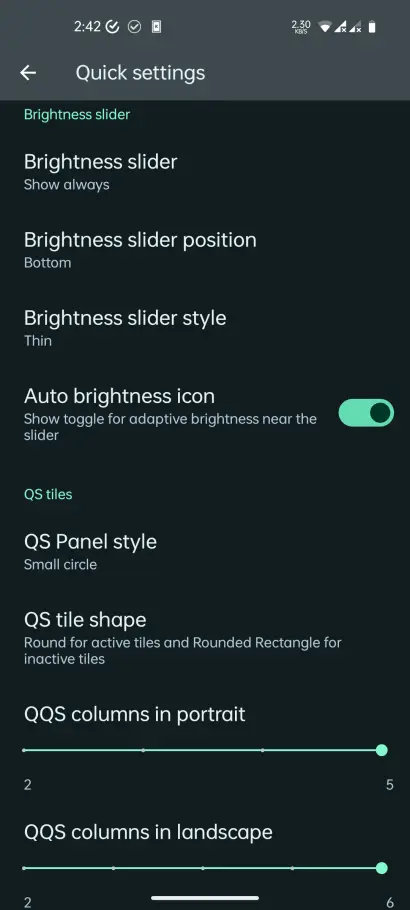 2:42
2.30
KB/S
Quick settings
Brightness slider
Brightness slider
Show always
Brightness slider position
Bottom
Brightness slider style
Thin
Auto brightness icon
Show toggle for adaptive brightness near the
slider
QS tiles
QS Panel style
Small circle
QS tile shape
Round for active tiles and Rounded Rectangle for
inactive tiles
QQS columns in portrait
2 5
QQS columns in landscape
2 6